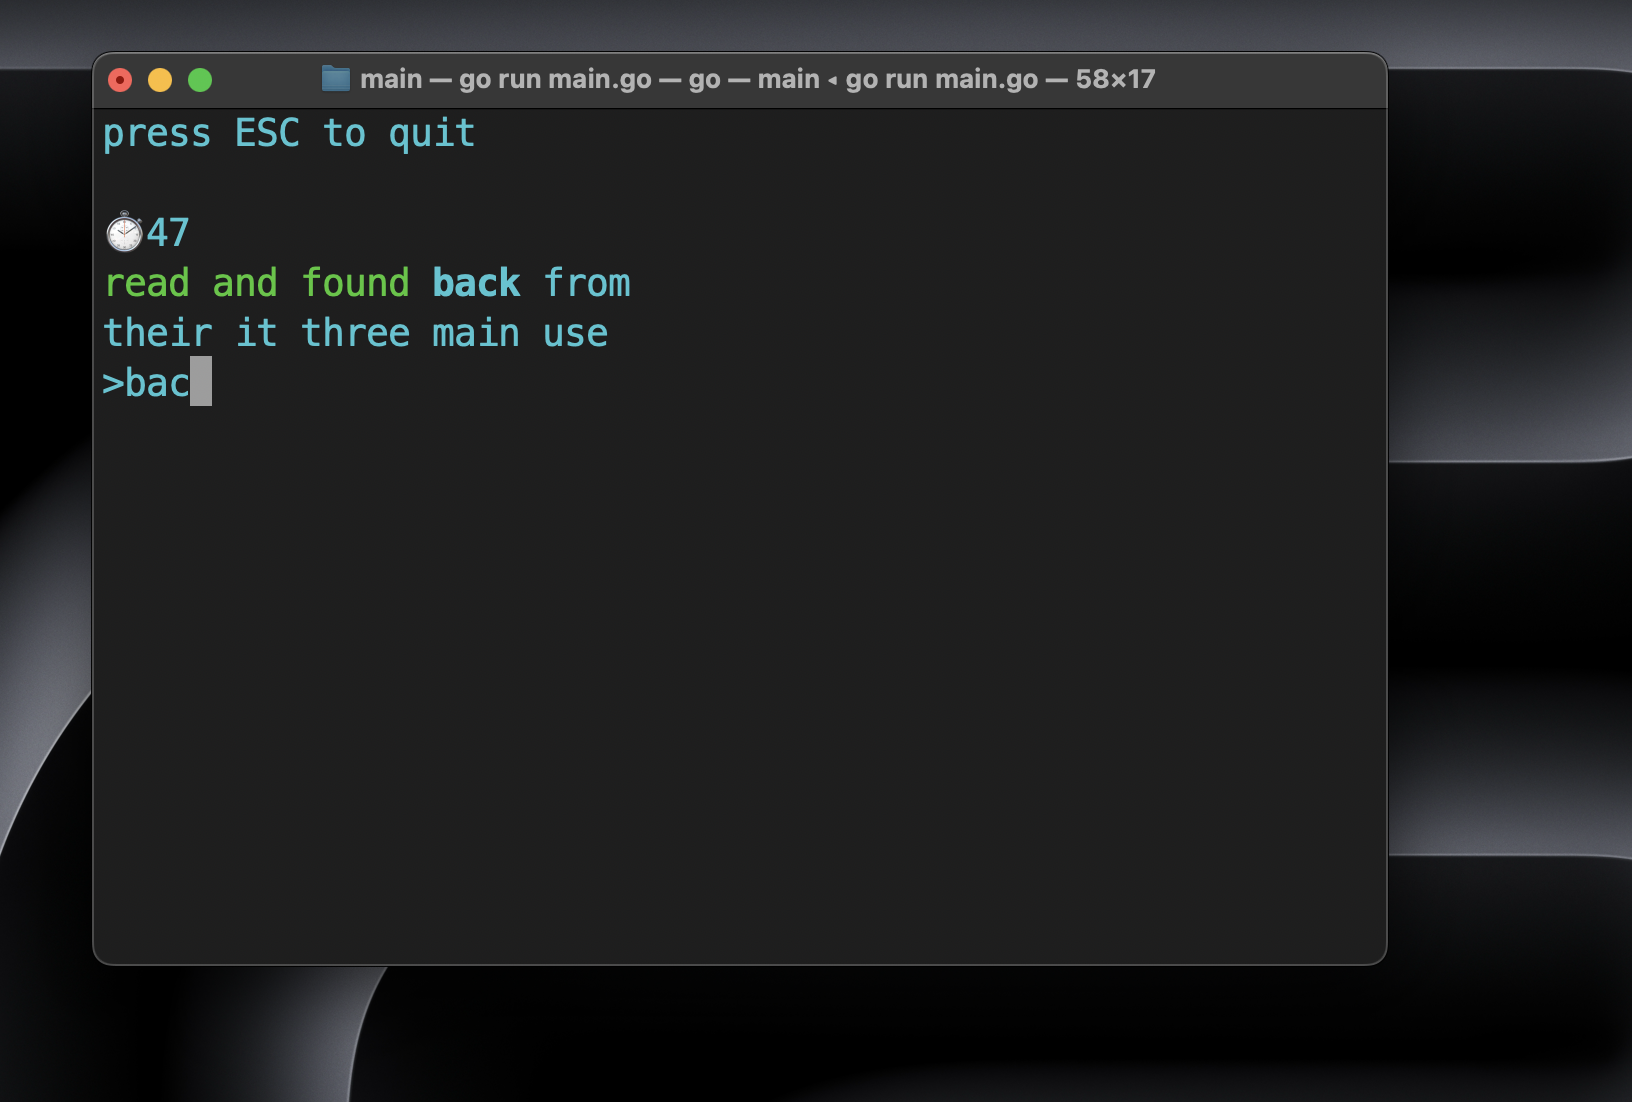 main — go run main.go — go — main ◂ go run main.go — 58×17
press ESC to quit
⏱47
read and found back from
their it three main use
>bac